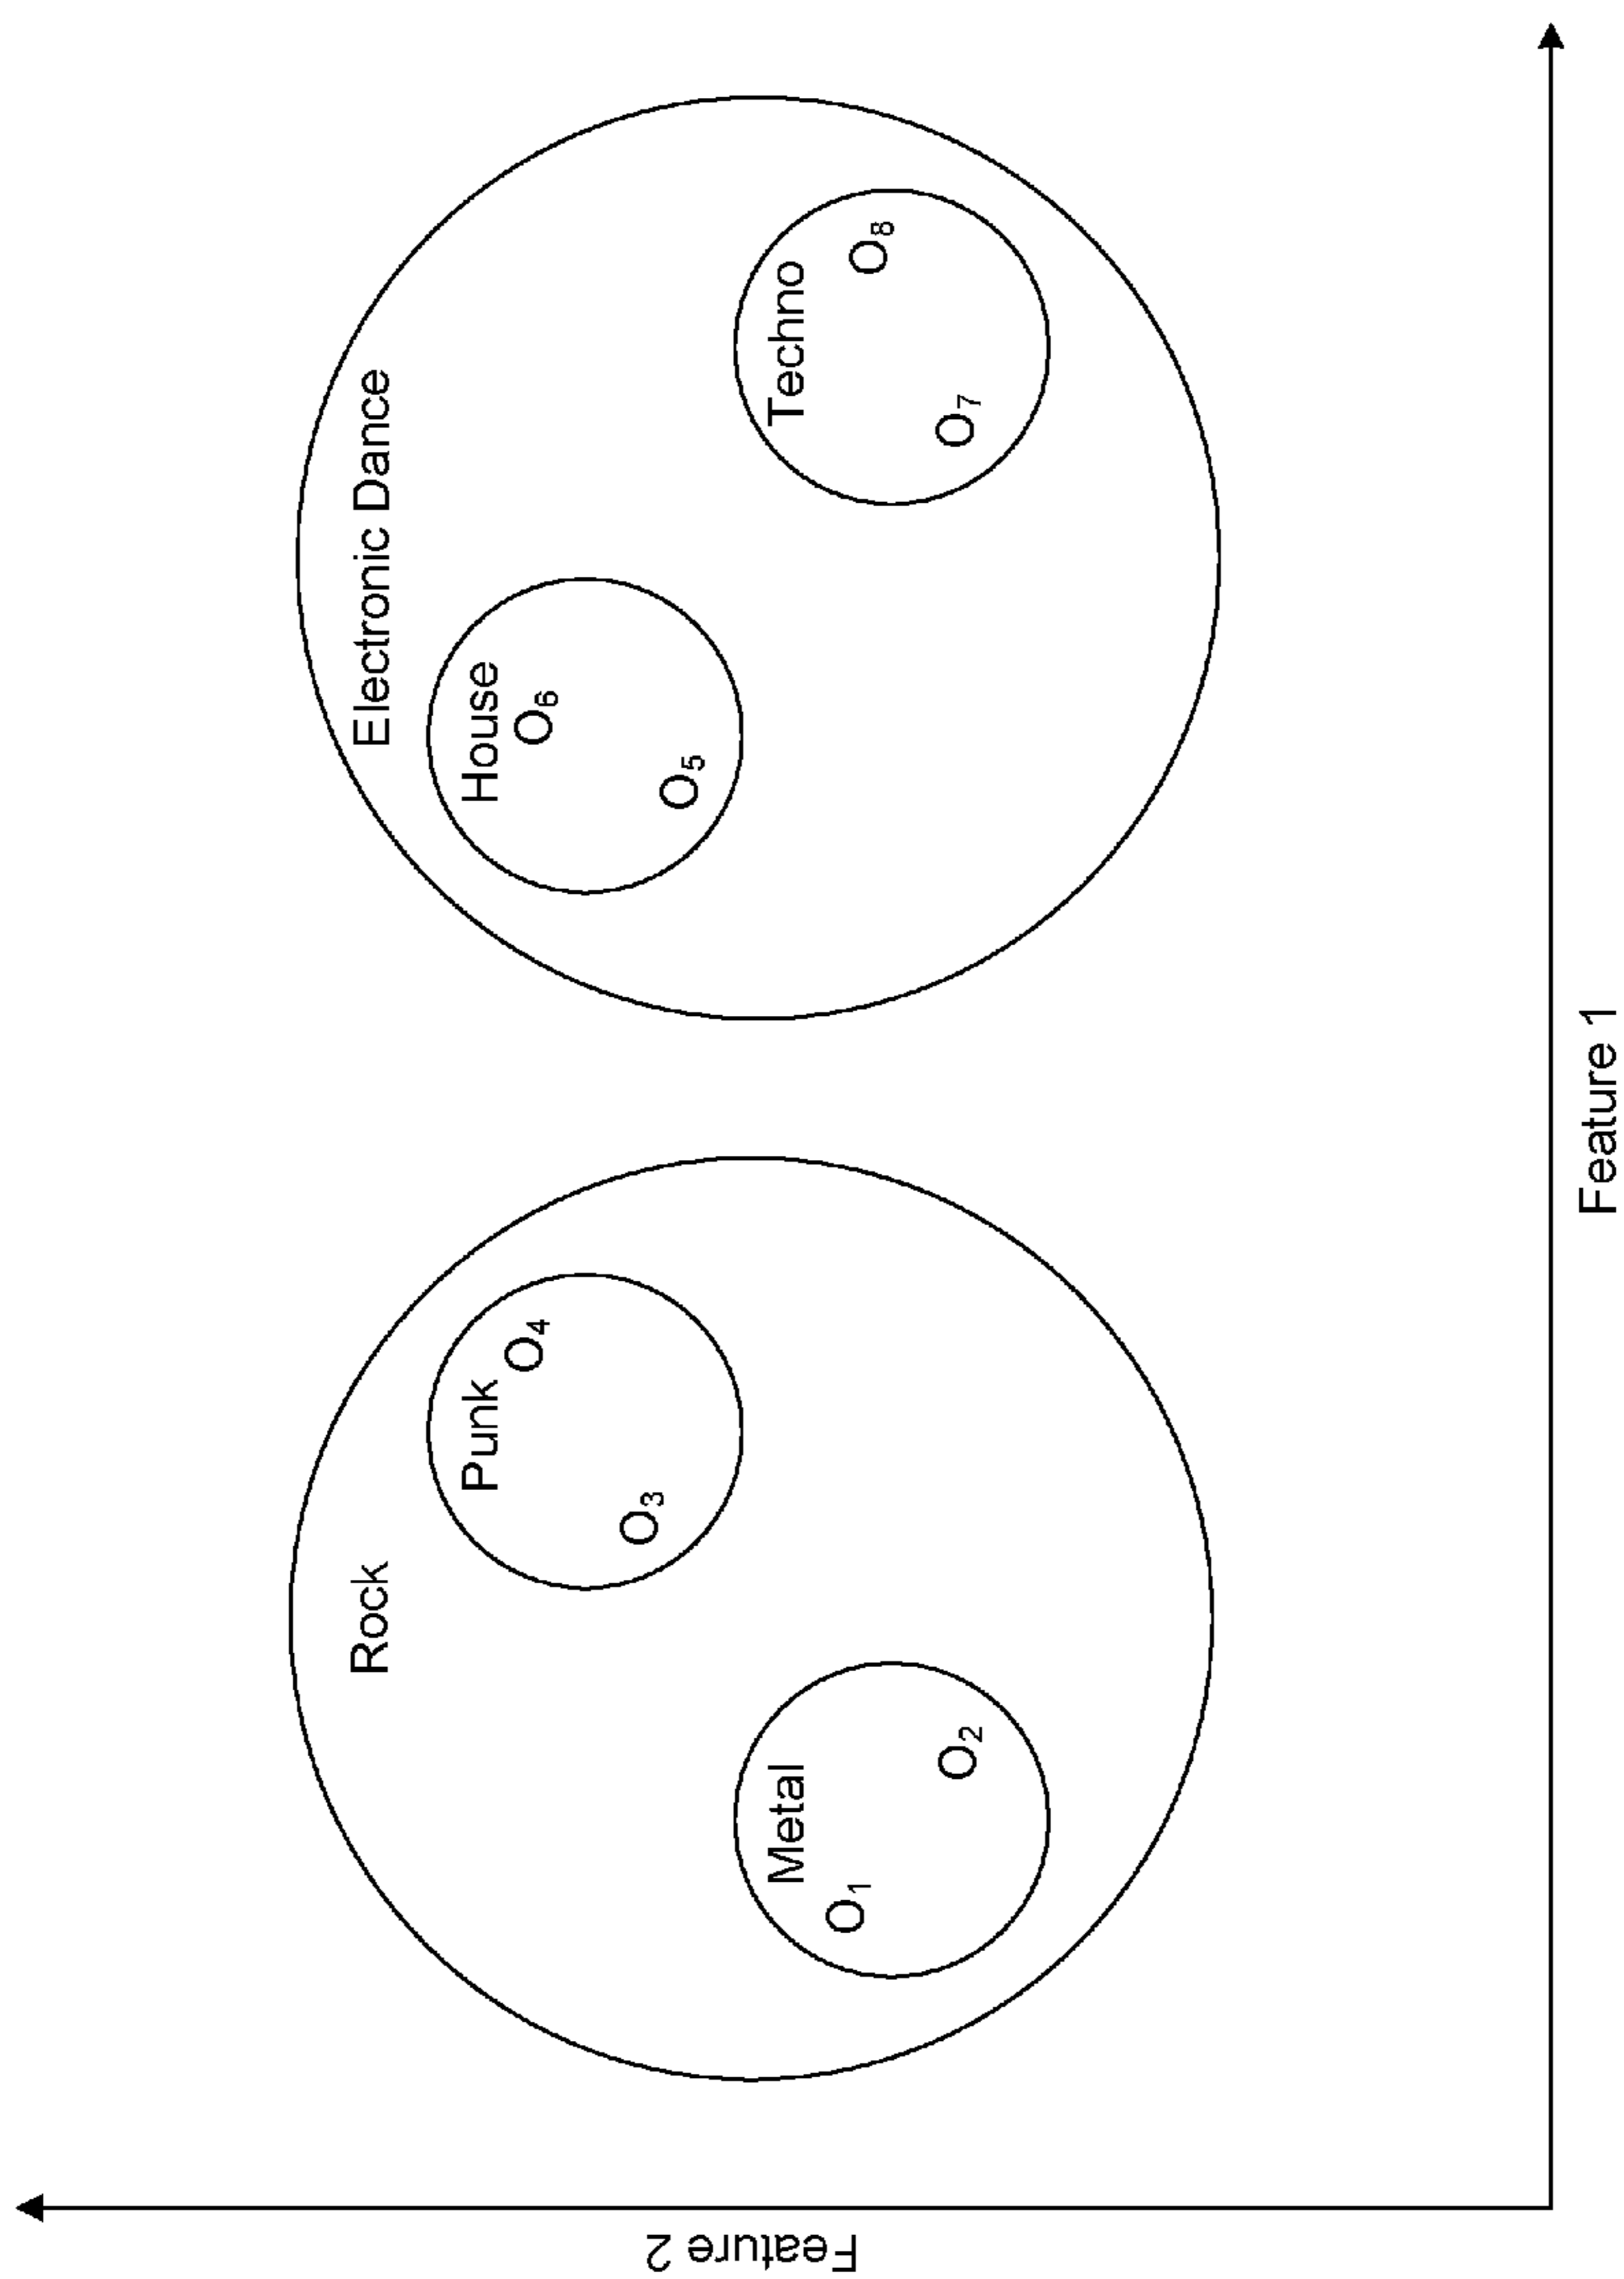 Rock
Electronic Dance
Punk
O4
O3
House
O6
O5
Metal
O1
O2
Techno
O8
O7
Feature 1
Feature 2